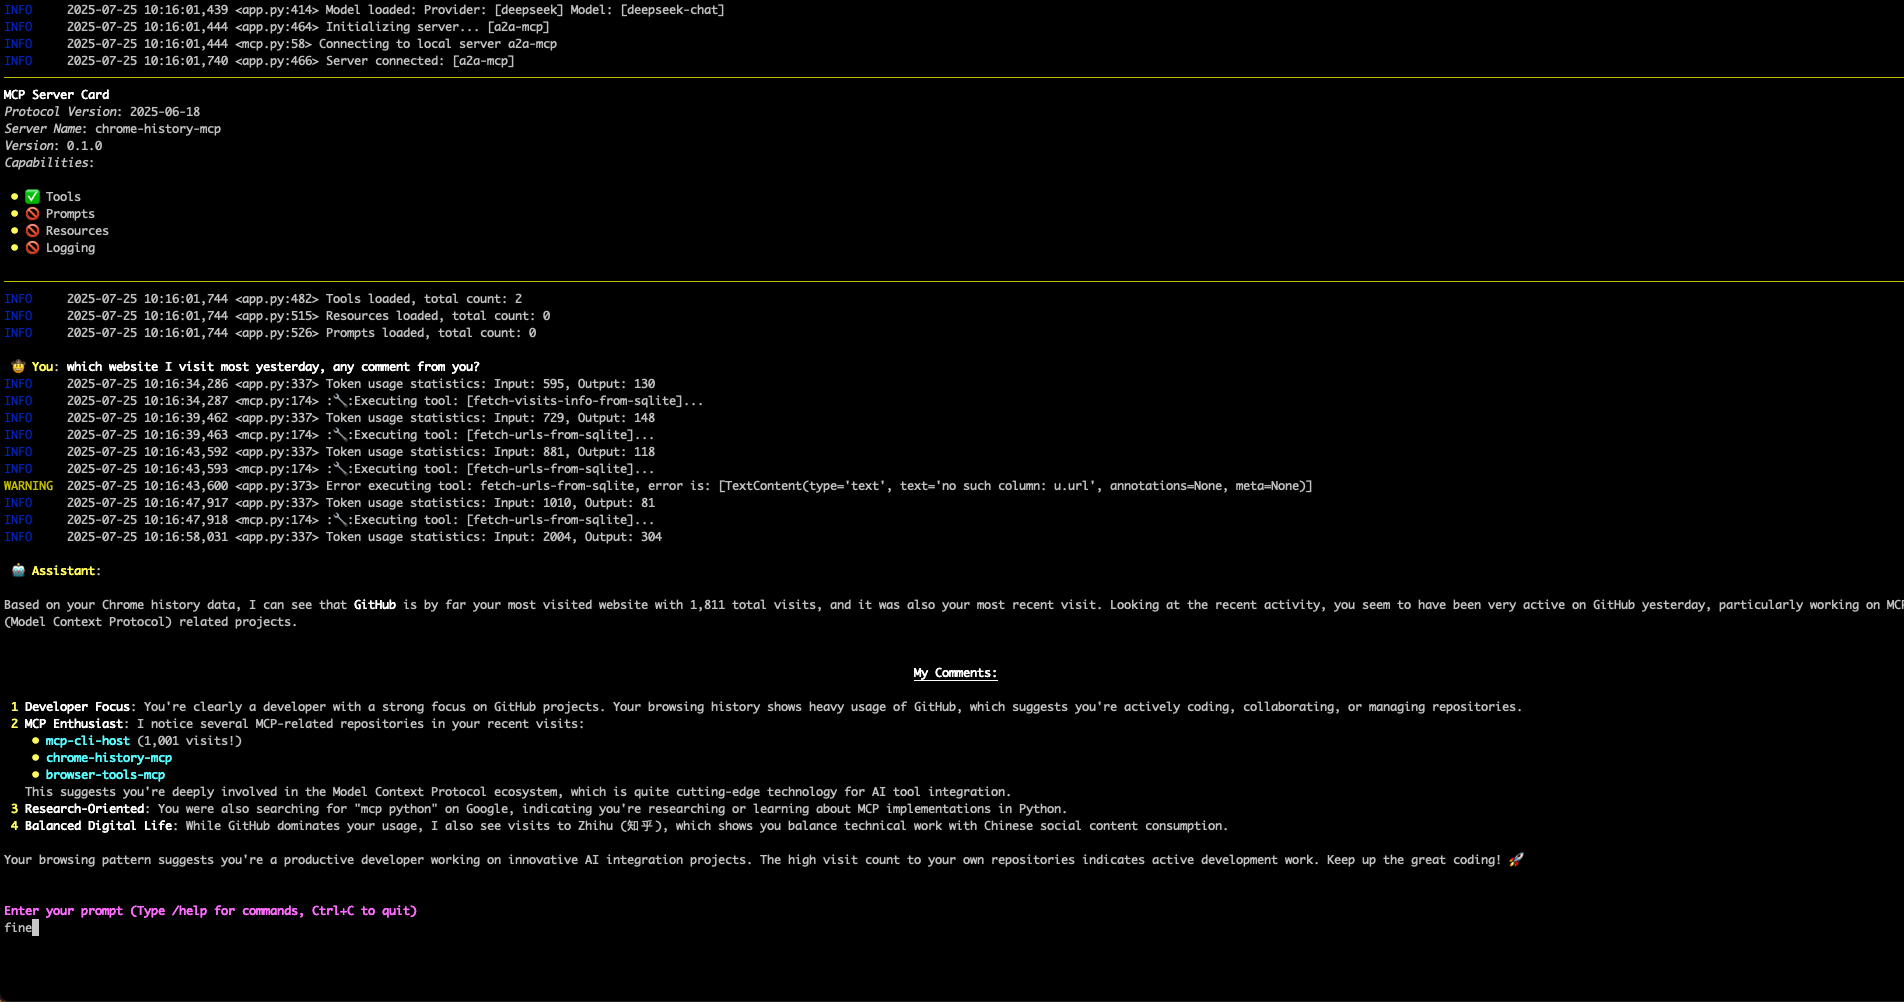 INFO 2025-07-25 10:16:01,439 <app.py:414> Model loaded: Provider: [deepseek] Model: [deepseek-chat]
INFO 2025-07-25 10:16:01,444 <app.py:464> Initializing server... [a2a-mcp]
INFO 2025-07-25 10:16:01,444 <mcp.py:58> Connecting to local server a2a-mcp
INFO 2025-07-25 10:16:01,740 <app.py:466> Server connected: [a2a-mcp]
MCP Server Card
Protocol Version: 2025-06-18
Server Name: chrome-history-mcp
Version: 0.1.0
Capabilities:
• ✅ Tools
• 🚫 Prompts
• 🚫 Resources
• 🚫 Logging
INFO 2025-07-25 10:16:01,744 <app.py:482> Tools loaded, total count: 2
INFO 2025-07-25 10:16:01,744 <app.py:515> Resources loaded, total count: 0
INFO 2025-07-25 10:16:01,744 <app.py:526> Prompts loaded, total count: 0
🤠 You: which website I visit most yesterday, any comment from you?
INFO 2025-07-25 10:16:34,286 <app.py:337> Token usage statistics: Input: 595, Output: 130
INFO 2025-07-25 10:16:34,287 <mcp.py:174> :🔧:Executing tool: [fetch-visits-info-from-sqlite]...
INFO 2025-07-25 10:16:39,462 <app.py:337> Token usage statistics: Input: 729, Output: 148
INFO 2025-07-25 10:16:39,463 <mcp.py:174> :🔧:Executing tool: [fetch-urls-from-sqlite]...
INFO 2025-07-25 10:16:43,592 <app.py:337> Token usage statistics: Input: 881, Output: 118
INFO 2025-07-25 10:16:43,593 <mcp.py:174> :🔧:Executing tool: [fetch-urls-from-sqlite]...
WARNING 2025-07-25 10:16:43,600 <app.py:373> Error executing tool: fetch-urls-from-sqlite, error is: [TextContent(type='text', text='no such column: u.url', annotations=None, meta=None)]
INFO 2025-07-25 10:16:47,917 <app.py:337> Token usage statistics: Input: 1010, Output: 81
INFO 2025-07-25 10:16:47,918 <mcp.py:174> :🔧:Executing tool: [fetch-urls-from-sqlite]...
INFO 2025-07-25 10:16:58,031 <app.py:337> Token usage statistics: Input: 2004, Output: 304
🤖 Assistant:
Based on your Chrome history data, I can see that GitHub is by far your most visited website with 1,811 total visits, and it was also your most recent visit. Looking at the recent activity, you seem to have been very active on GitHub yesterday, particularly working on MCP
(Model Context Protocol) related projects.
My Comments:
1 Developer Focus: You're clearly a developer with a strong focus on GitHub projects. Your browsing history shows heavy usage of GitHub, which suggests you're actively coding, collaborating, or managing repositories.
2 MCP Enthusiast: I notice several MCP-related repositories in your recent visits:
• mcp-cli-host (1,001 visits!)
• chrome-history-mcp
• browser-tools-mcp
This suggests you're deeply involved in the Model Context Protocol ecosystem, which is quite cutting-edge technology for AI tool integration.
3 Research-Oriented: You were also searching for "mcp python" on Google, indicating you're researching or learning about MCP implementations in Python.
4 Balanced Digital Life: While GitHub dominates your usage, I also see visits to Zhihu (知乎), which shows you balance technical work with Chinese social content consumption.
Your browsing pattern suggests you're a productive developer working on innovative AI integration projects. The high visit count to your own repositories indicates active development work. Keep up the great coding! 🚀
Enter your prompt (Type /help for commands, Ctrl+C to quit)
fine